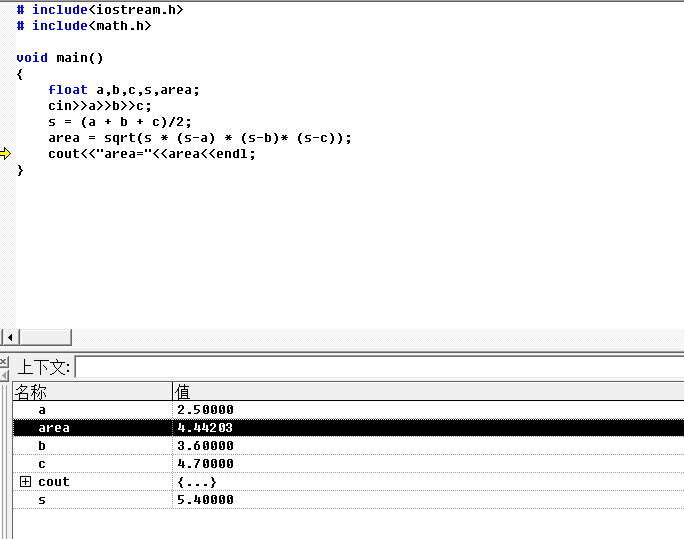 # include<iostream.h>
# include<math.h>
void main()
{
float a,b,c,s,area;
cin>>a>>b>>c;
s = (a + b + c)/2;
area = sqrt(s * (s-a) * (s-b)* (s-c));
cout<<"area="<<area<<endl;
}
上下文:
名称 值
a 2.50000
area 4.44203
b 3.60000
c 4.70000
cout {...}
s 5.40000